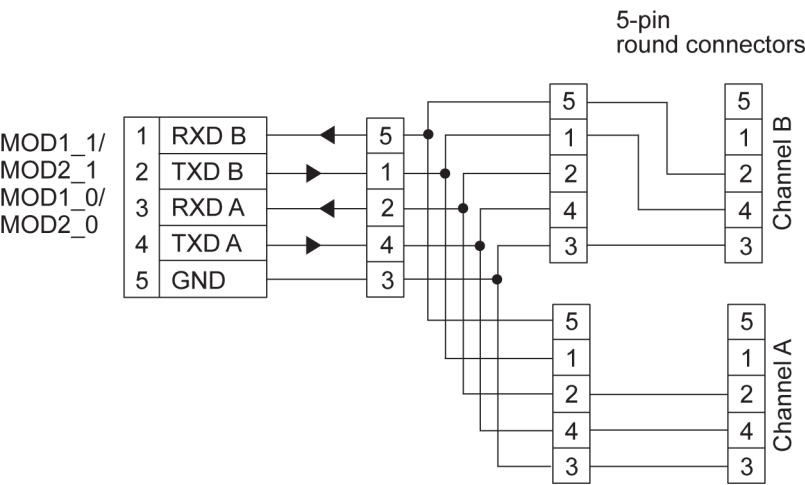 5-pin
round connectors
MOD1_1/
MOD2_1
MOD1_0/
MOD2_0
1 RXD B
2 TXD B
3 RXD A
4 TXD A
5 GND
5
1
2
4
3
5
1
2
4
3
5
1
2
4
3
Channel B
5
1
2
4
3
5
1
2
4
3
Channel A